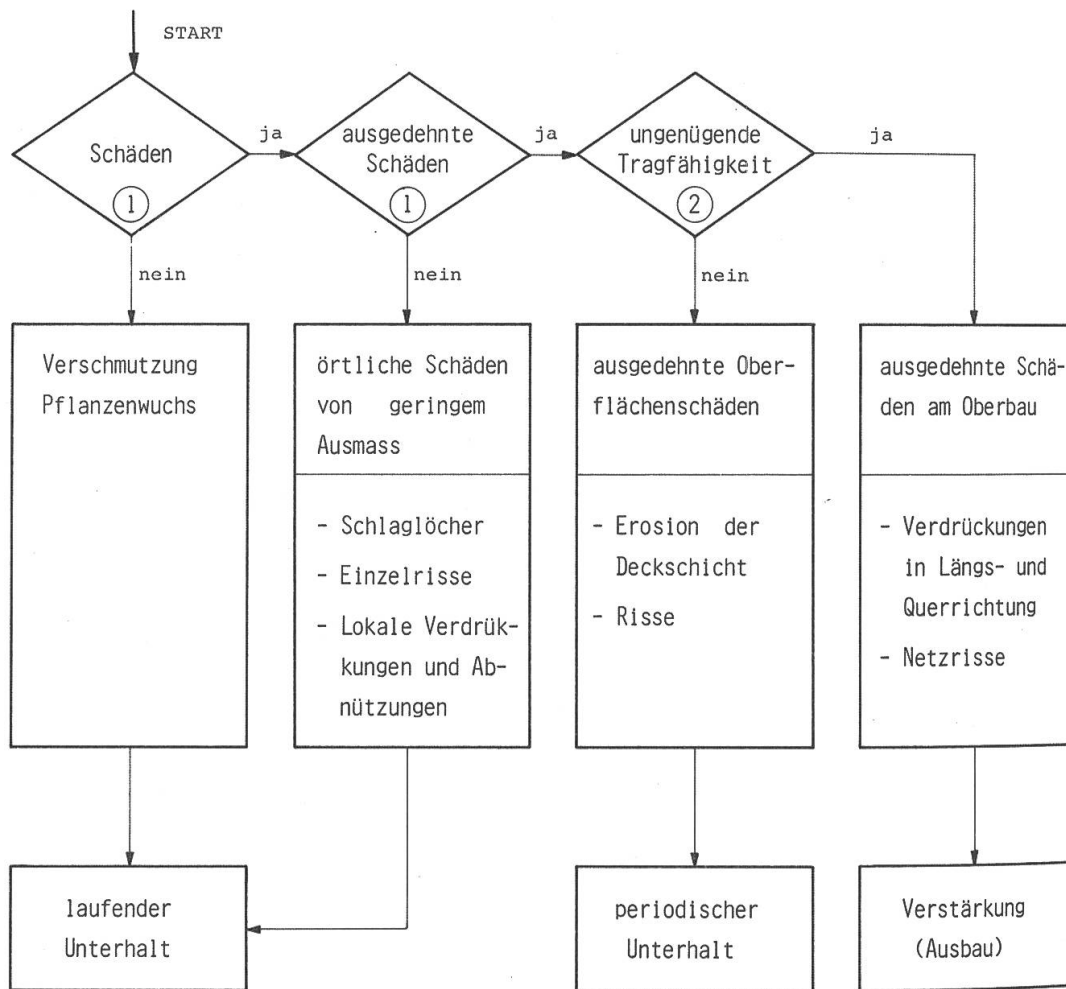 START
Schäden
1
ja
ausgedehnte
Schäden
1
ja
ungenügende
Tragfähigkeit
2
ja
nein
nein
nein
Verschmutzung
Pflanzenwuchs
örtliche Schäden
von geringem
Ausmass
- Schlaglöcher
- Einzelrisse
- Lokale Verdrük-
kungen und Ab-
nützungen
ausgedehnte Ober-
flächenschäden
- Erosion der
Deckschicht
- Risse
ausgedehnte Schä-
den am Oberbau
- Verdrückungen
in Längs- und
Querrichtung
- Netzrisse
laufender
Unterhalt
periodischer
Unterhalt
Verstärkung
(Ausbau)